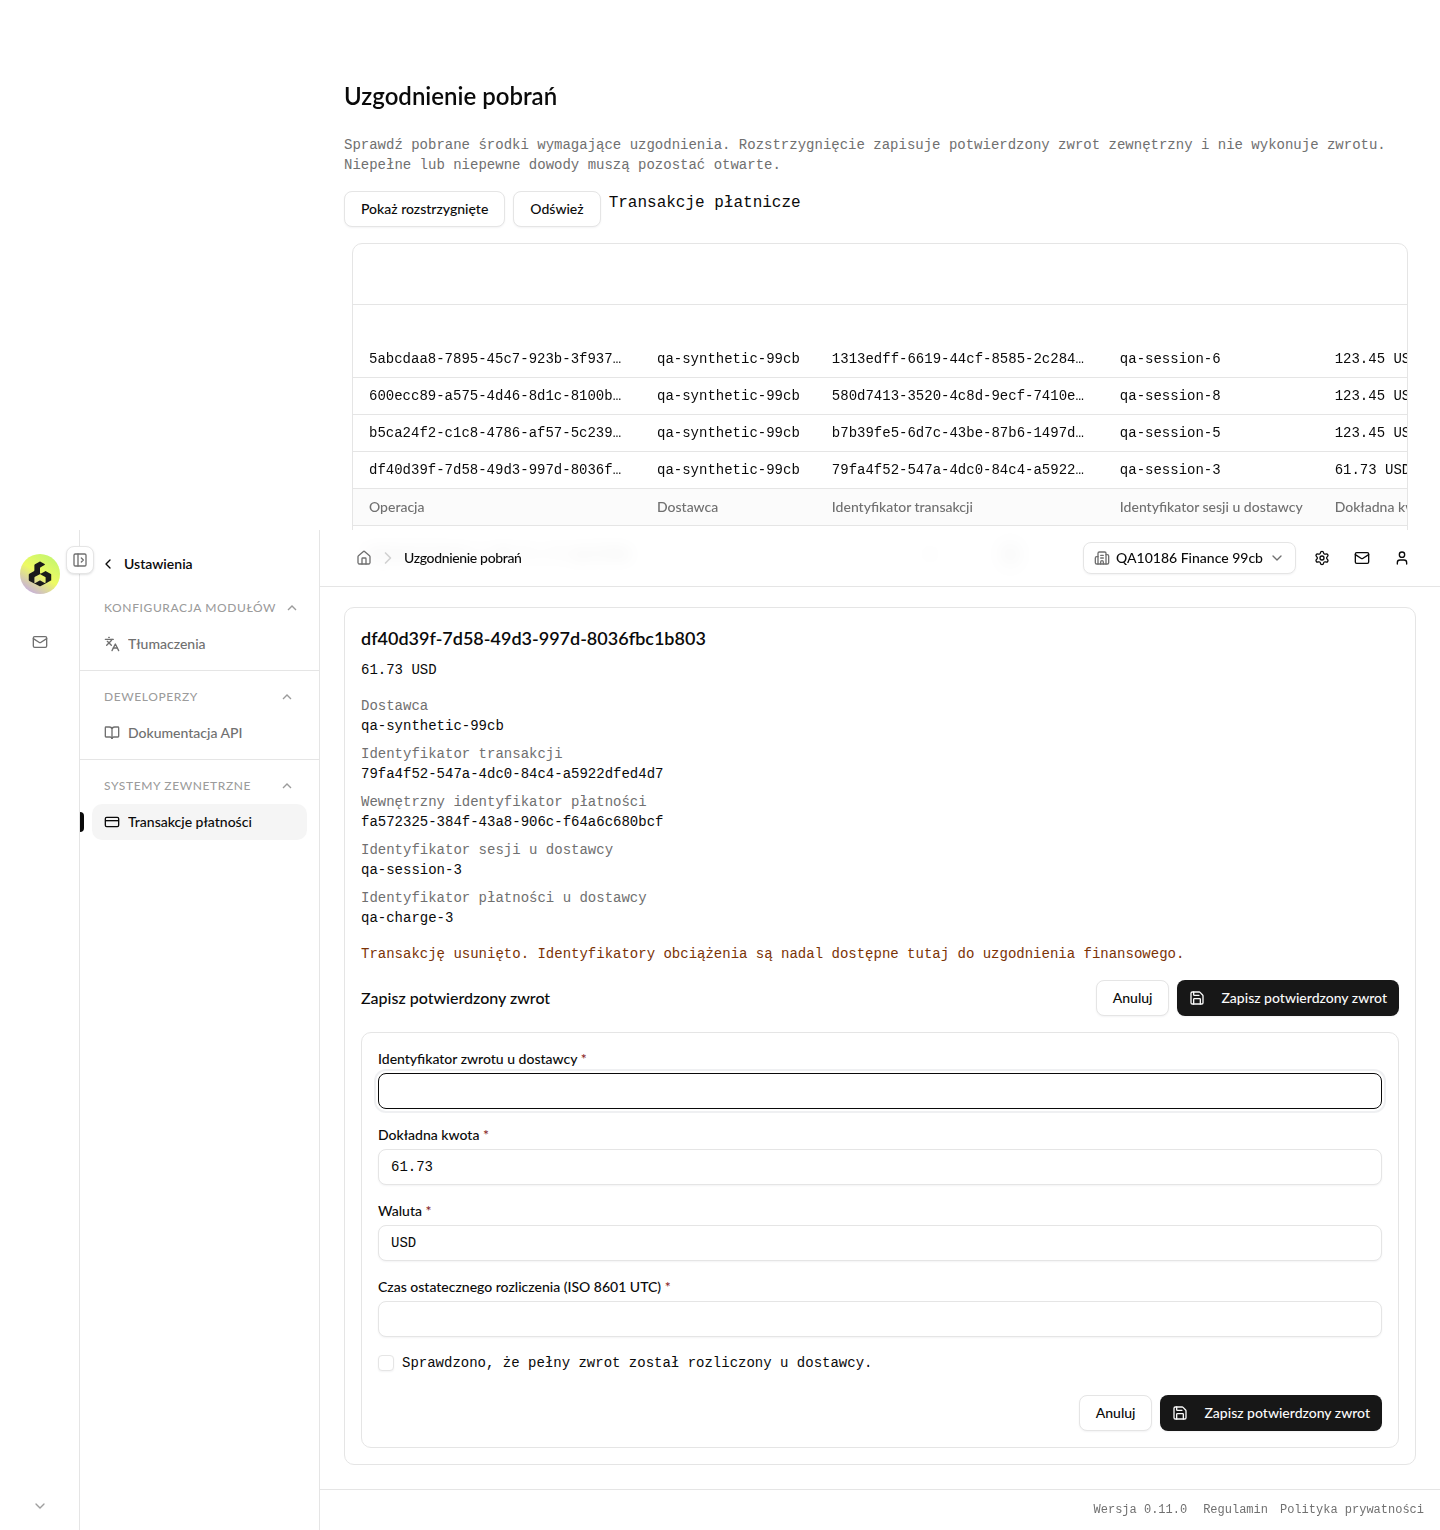 Uzgodnienie pobrań
Sprawdź pobrane środki wymagające uzgodnienia. Rozstrzygnięcie zapisuje potwierdzony zwrot zewnętrzny i nie wykonuje zwrotu.
Niepełne lub niepewne dowody muszą pozostać otwarte.
Pokaż rozstrzygnięte
Odśwież
Transakcje płatnicze
5abcdaa8-7895-45c7-923b-3f937… qa-synthetic-99cb 1313edff-6619-44cf-8585-2c284… qa-session-6 123.45 US
600ecc89-a575-4d46-8d1c-8100b… qa-synthetic-99cb 580d7413-3520-4c8d-9ecf-7410e… qa-session-8 123.45 US
b5ca24f2-c1c8-4786-af57-5c239… qa-synthetic-99cb b7b39fe5-6d7c-43be-87b6-1497d… qa-session-5 123.45 US
df40d39f-7d58-49d3-997d-8036f… qa-synthetic-99cb 79fa4f52-547a-4dc0-84c4-a5922… qa-session-3 61.73 USD
Operacja Dostawca Identyfikator transakcji Identyfikator sesji u dostawcy Dokładna kw
Uzgodnienie pobrań
QA10186 Finance 99cb
Ustawienia
KONFIGURACJA MODUŁÓW
Tłumaczenia
DEWELOPERZY
Dokumentacja API
SYSTEMY ZEWNETRZNE
Transakcje płatności
df40d39f-7d58-49d3-997d-8036fbc1b803
61.73 USD
Dostawca
qa-synthetic-99cb
Identyfikator transakcji
79fa4f52-547a-4dc0-84c4-a5922dfed4d7
Wewnętrzny identyfikator płatności
fa572325-384f-43a8-906c-f64a6c680bcf
Identyfikator sesji u dostawcy
qa-session-3
Identyfikator płatności u dostawcy
qa-charge-3
Transakcję usunięto. Identyfikatory obciążenia są nadal dostępne tutaj do uzgodnienia finansowego.
Zapisz potwierdzony zwrot
Anuluj
Zapisz potwierdzony zwrot
Identyfikator zwrotu u dostawcy *
Dokładna kwota *
61.73
Waluta *
USD
Czas ostatecznego rozliczenia (ISO 8601 UTC) *
Sprawdzono, że pełny zwrot został rozliczony u dostawcy.
Anuluj
Zapisz potwierdzony zwrot
Wersja 0.11.0 Regulamin Polityka prywatności